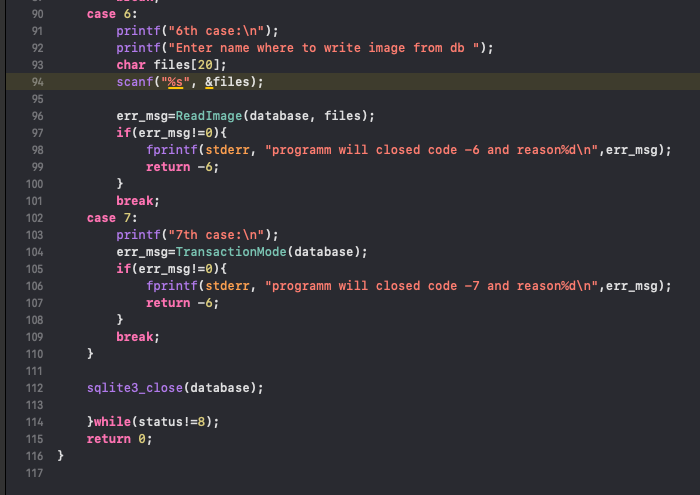 90 case 6:
91 printf("6th case:\n");
92 printf("Enter name where to write image from db ");
93 char files[20];
94 scanf("%s", &files);
95
96 err_msg=ReadImage(database, files);
97 if(err_msg!=0){
98 fprintf(stderr, "programm will closed code -6 and reason%d\n",err_msg);
99 return -6;
100 }
101 break;
102 case 7:
103 printf("7th case:\n");
104 err_msg=TransactionMode(database);
105 if(err_msg!=0){
106 fprintf(stderr, "programm will closed code -7 and reason%d\n",err_msg);
107 return -6;
108 }
109 break;
110 }
111
112 sqlite3_close(database);
113
114 }while(status!=8);
115 return 0;
116 }
117